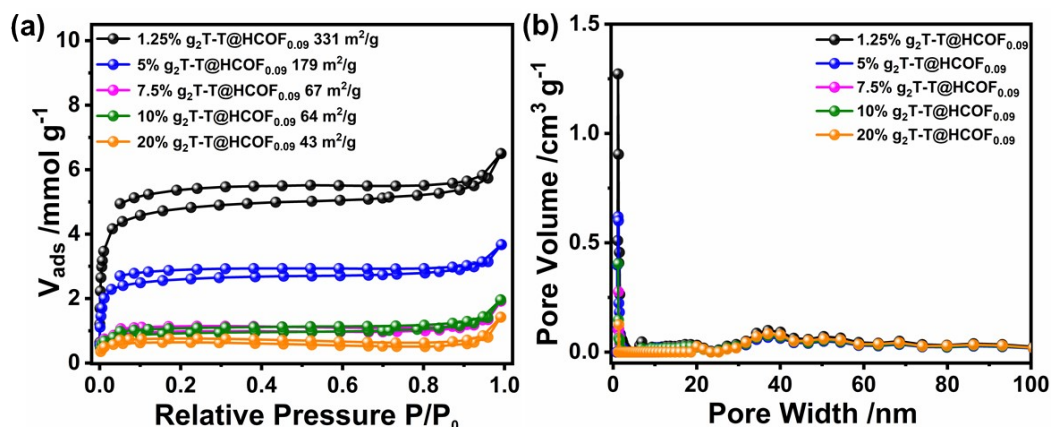 (a)
1.25% g₂T-T@HCOF₀.₀₉ 331 m²/g
5% g₂T-T@HCOF₀.₀₉ 179 m²/g
7.5% g₂T-T@HCOF₀.₀₉ 67 m²/g
10% g₂T-T@HCOF₀.₀₉ 64 m²/g
20% g₂T-T@HCOF₀.₀₉ 43 m²/g
Vads /mmol g⁻¹
10
8
6
4
2
0
0.0 0.2 0.4 0.6 0.8 1.0
Relative Pressure P/P₀
(b)
1.25% g₂T-T@HCOF₀.₀₉
5% g₂T-T@HCOF₀.₀₉
7.5% g₂T-T@HCOF₀.₀₉
10% g₂T-T@HCOF₀.₀₉
20% g₂T-T@HCOF₀.₀₉
Pore Volume /cm³ g⁻¹
1.5
1.0
0.5
0.0
0 20 40 60 80 100
Pore Width /nm